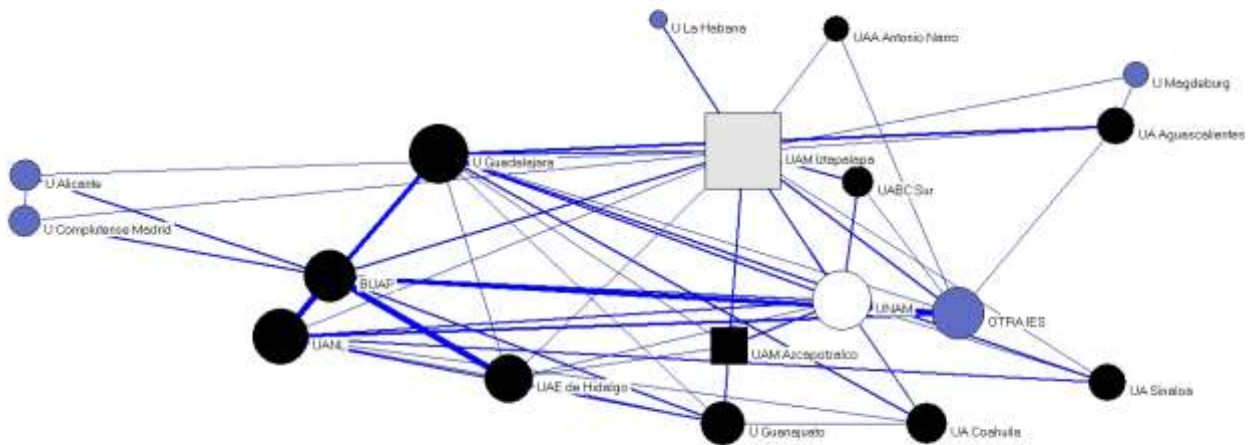 U La Habana
UAA Antonio Narro
U Magdeburg
UA Aguascalientes
U Guadalajara
UAM Iztapalapa
U Alicante
UABC Sur
U Complutense Madrid
BUAP
UNAM
OTRA IES
UANL
UAM Azcapotzalco
UAE de Hidalgo
UA Sinaloa
U Guanajuato
UA Coahuila